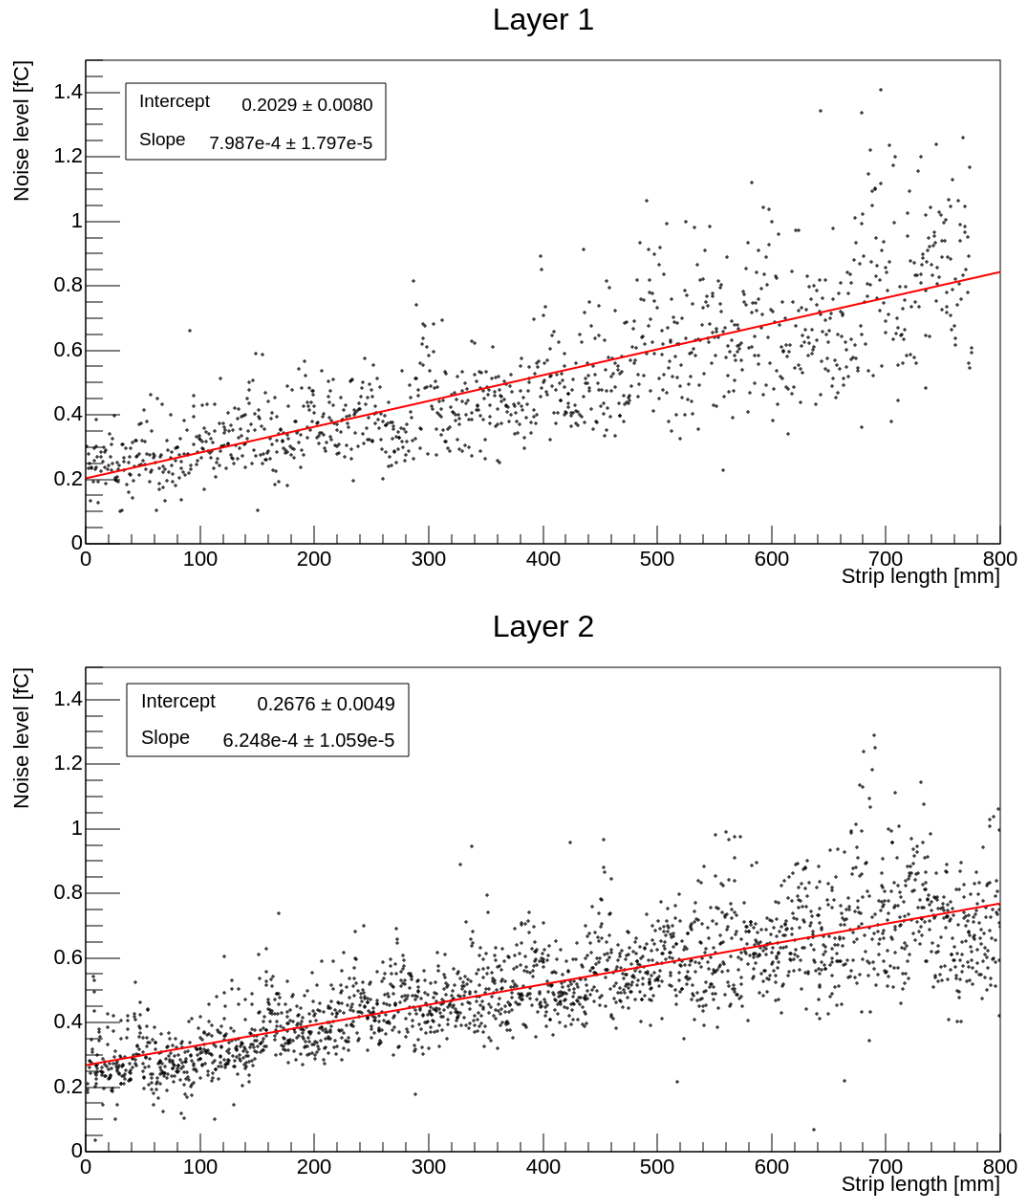 Layer 1
Noise level [fC]
Intercept 0.2029 ± 0.0080
Slope 7.987e-4 ± 1.797e-5
1.4
1.2
1
0.8
0.6
0.4
0.2
0
0 100 200 300 400 500 600 700 800
Strip length [mm]
Layer 2
Noise level [fC]
Intercept 0.2676 ± 0.0049
Slope 6.248e-4 ± 1.059e-5
1.4
1.2
1
0.8
0.6
0.4
0.2
0
0 100 200 300 400 500 600 700 800
Strip length [mm]